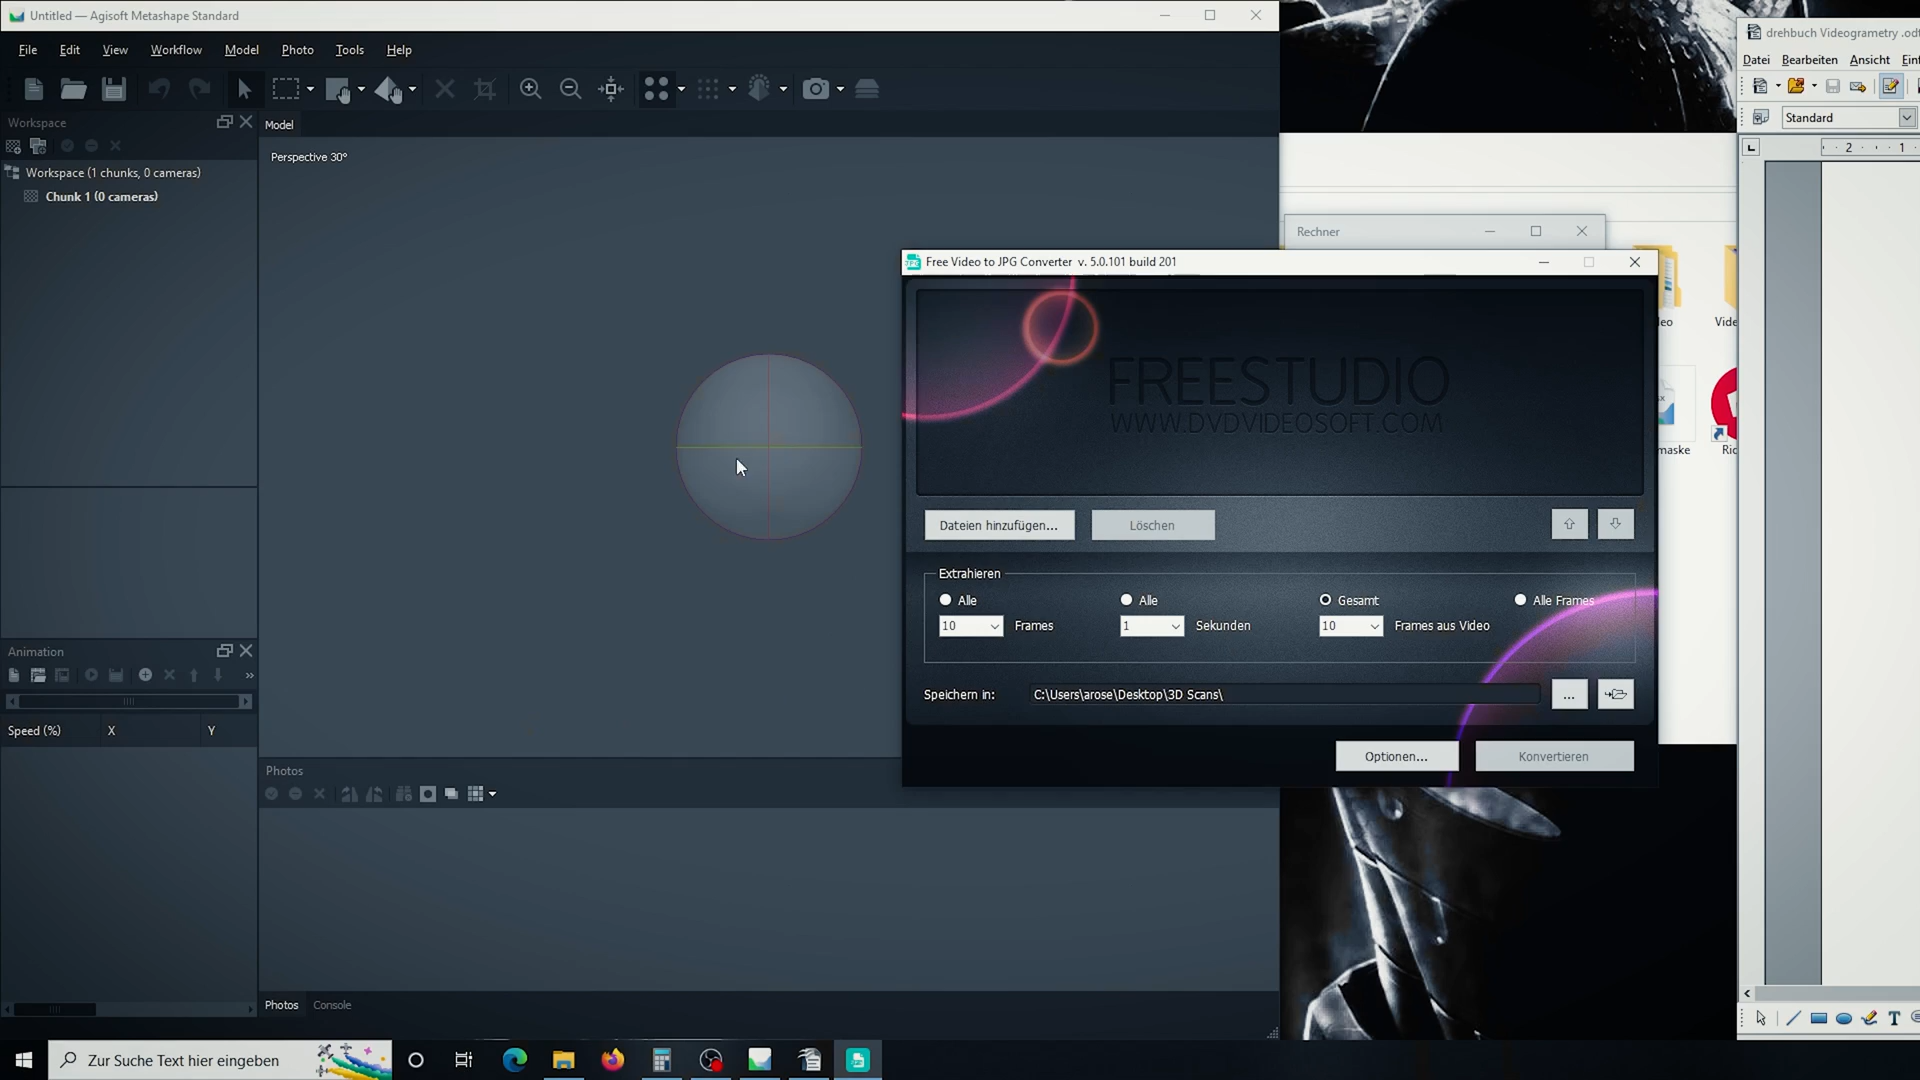 Untitled — Agisoft Metashape Standard
File Edit View Workflow Model Photo Tools Help
Workspace
Model
Perspective 30°
Workspace (1 chunks, 0 cameras)
Chunk 1 (0 cameras)
Animation
Speed (%) X Y
Photos
Photos Console
drehbuch Videogrametry .odt
Datei Bearbeiten Ansicht
Standard
2 1
Rechner
Free Video to JPG Converter v. 5.0.101 build 201
FREESTUDIO
WWW.DVDVIDEOSOFT.COM
Dateien hinzufügen... Löschen
Extrahieren
Alle Alle Gesamt Alle Frames
10 Frames 1 Sekunden 10 Frames aus Video
Speichern in: C:\Users\arose\Desktop\3D Scans\ ...
Optionen... Konvertieren
Zur Suche Text hier eingeben